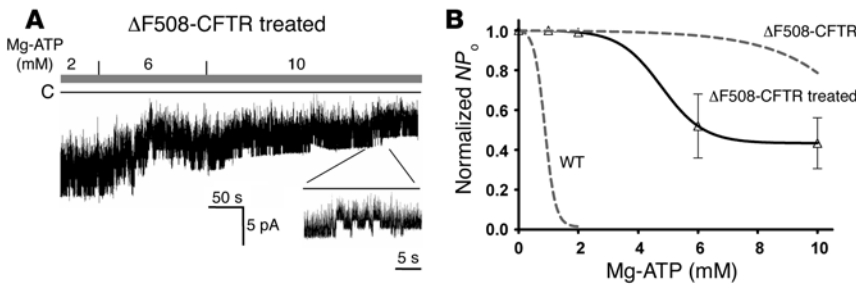 A
ΔF508-CFTR treated
Mg-ATP
(mM)
2
6
10
C
50 s
5 pA
5 s
B
Normalized NPo
1.0
0.8
0.6
0.4
0.2
0.0
ΔF508-CFTR
ΔF508-CFTR treated
WT
0
2
4
6
8
10
Mg-ATP (mM)